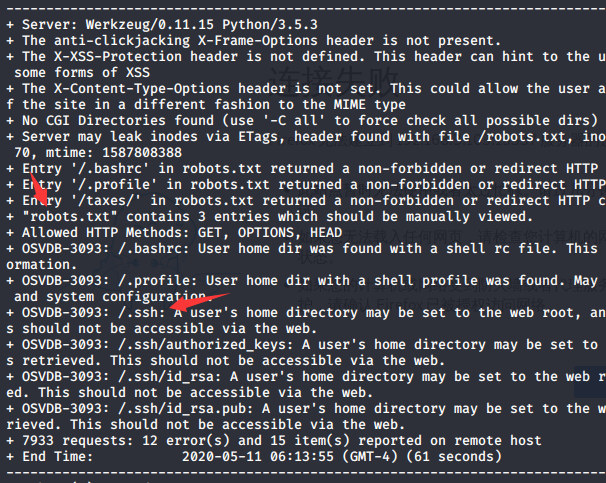 + Server: Werkzeug/0.11.15 Python/3.5.3
+ The anti-clickjacking X-Frame-Options header is not present.
+ The X-XSS-Protection header is not defined. This header can hint to the u
some forms of XSS
+ The X-Content-Type-Options header is not set. This could allow the user a
f the site in a different fashion to the MIME type
+ No CGI Directories found (use '-C all' to force check all possible dirs)
+ Server may leak inodes via ETags, header found with file /robots.txt, ino
70, mtime: 1587808388
+ Entry '/.bashrc' in robots.txt returned a non-forbidden or redirect HTTP
+ Entry '/.profile' in robots.txt returned a non-forbidden or redirect HTTP
+ Entry '/taxes/' in robots.txt returned a non-forbidden or redirect HTTP c
+ "robots.txt" contains 3 entries which should be manually viewed.
+ Allowed HTTP Methods: GET, OPTIONS, HEAD
+ OSVDB-3093: /.bashrc: User home dir was found with a shell rc file. This
ormation.
+ OSVDB-3093: /.profile: User home dir with a shell profile was found. May
and system configuration.
+ OSVDB-3093: /.ssh: A user's home directory may be set to the web root, an
s should not be accessible via the web.
+ OSVDB-3093: /.ssh/authorized_keys: A user's home directory may be set to
s retrieved. This should not be accessible via the web.
+ OSVDB-3093: /.ssh/id_rsa: A user's home directory may be set to the web r
ed. This should not be accessible via the web.
+ OSVDB-3093: /.ssh/id_rsa.pub: A user's home directory may be set to the w
rieved. This should not be accessible via the web.
+ 7933 requests: 12 error(s) and 15 item(s) reported on remote host
+ End Time: 2020-05-11 06:13:55 (GMT-4) (61 seconds)
连接失败